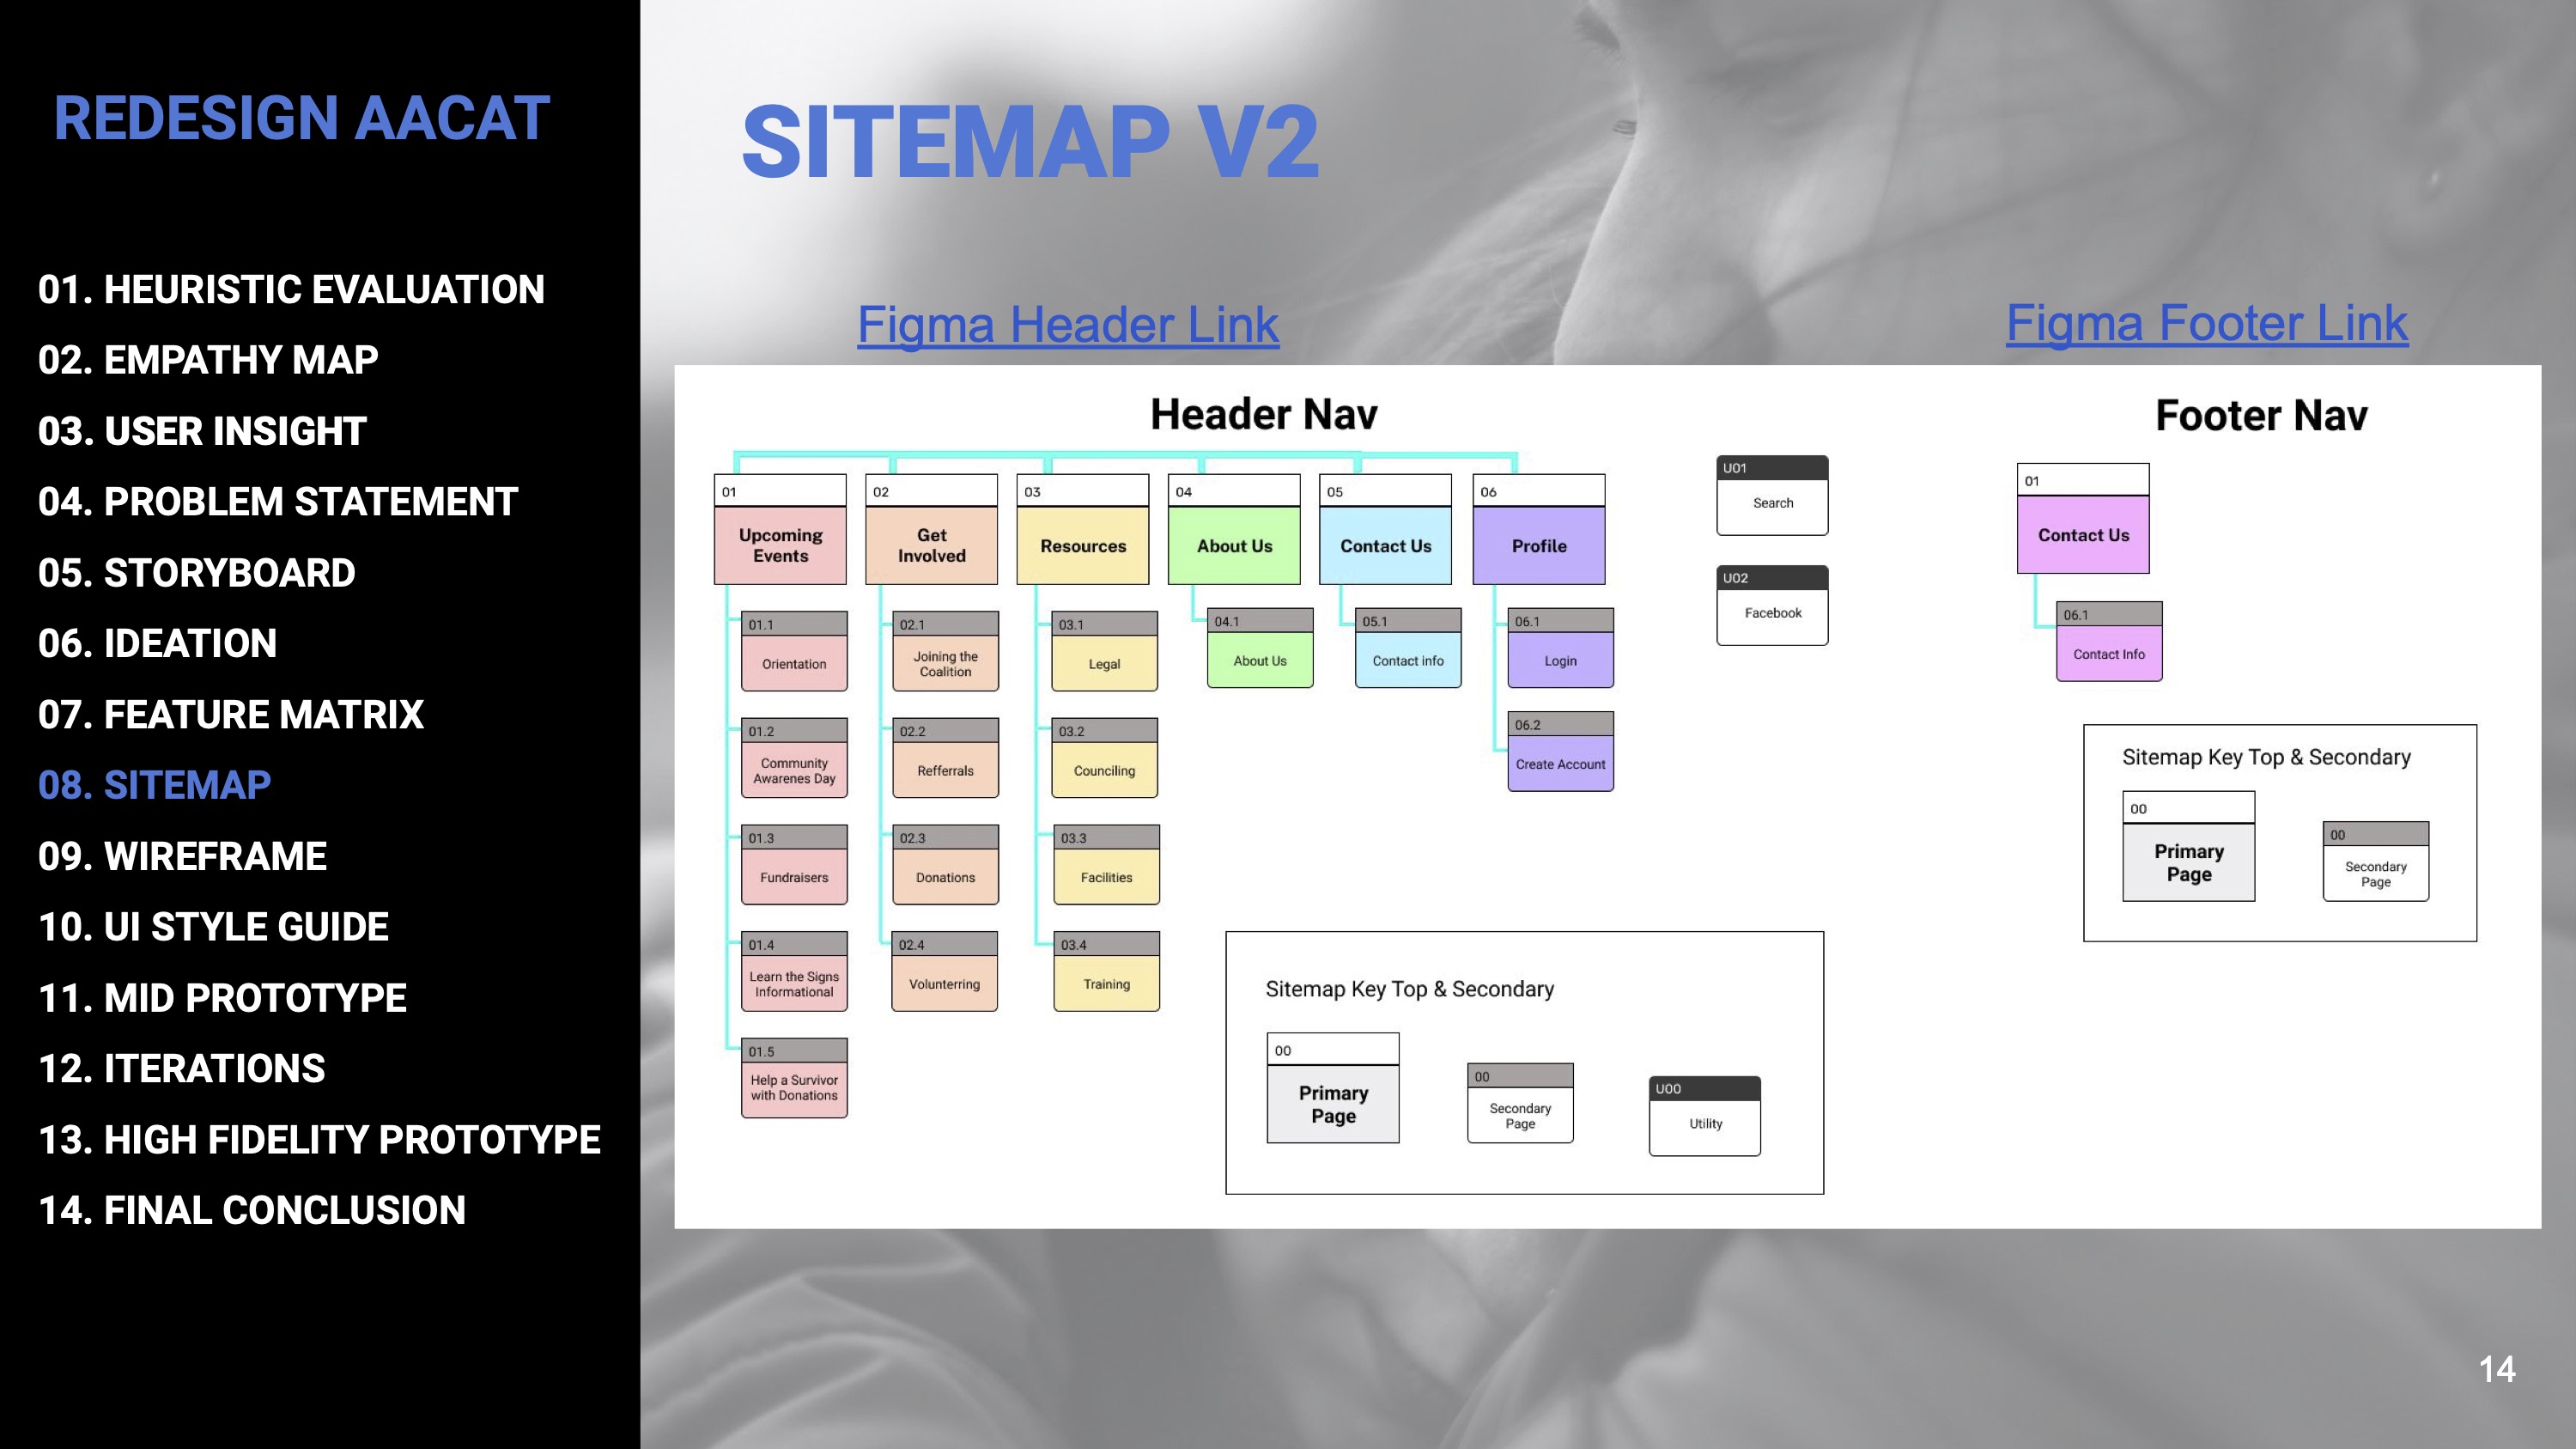 REDESIGN AACAT
01. HEURISTIC EVALUATION
02. EMPATHY MAP
03. USER INSIGHT
04. PROBLEM STATEMENT
05. STORYBOARD
06. IDEATION
07. FEATURE MATRIX
08. SITEMAP
09. WIREFRAME
10. UI STYLE GUIDE
11. MID PROTOTYPE
12. ITERATIONS
13. HIGH FIDELITY PROTOTYPE
14. FINAL CONCLUSION
SITEMAP V2
Figma Header Link
Figma Footer Link
Header Nav
01
Upcoming
Events
01.1
Orientation
01.2
Community
Awarenes Day
01.3
Fundraisers
01.4
Learn the Signs
Informational
01.5
Help a Survivor
with Donations
02
Get
Involved
02.1
Joining the
Coalition
02.2
Refferrals
02.3
Donations
02.4
Volunterring
03
Resources
03.1
Legal
03.2
Counciling
03.3
Facilities
03.4
Training
04
About Us
04.1
About Us
05
Contact Us
05.1
Contact info
06
Profile
06.1
Login
06.2
Create Account
U01
Search
U02
Facebook
Sitemap Key Top & Secondary
00
Primary
Page
00
Secondary
Page
U00
Utility
Footer Nav
01
Contact Us
06.1
Contact Info
Sitemap Key Top & Secondary
00
Primary
Page
00
Secondary
Page
14